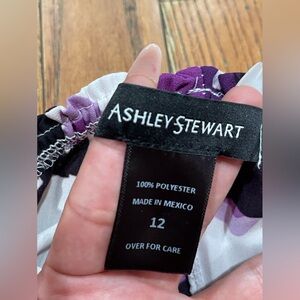 ASHLEY STEWART
100% POLYESTER
MADE IN MEXICO
12
OVER FOR CARE